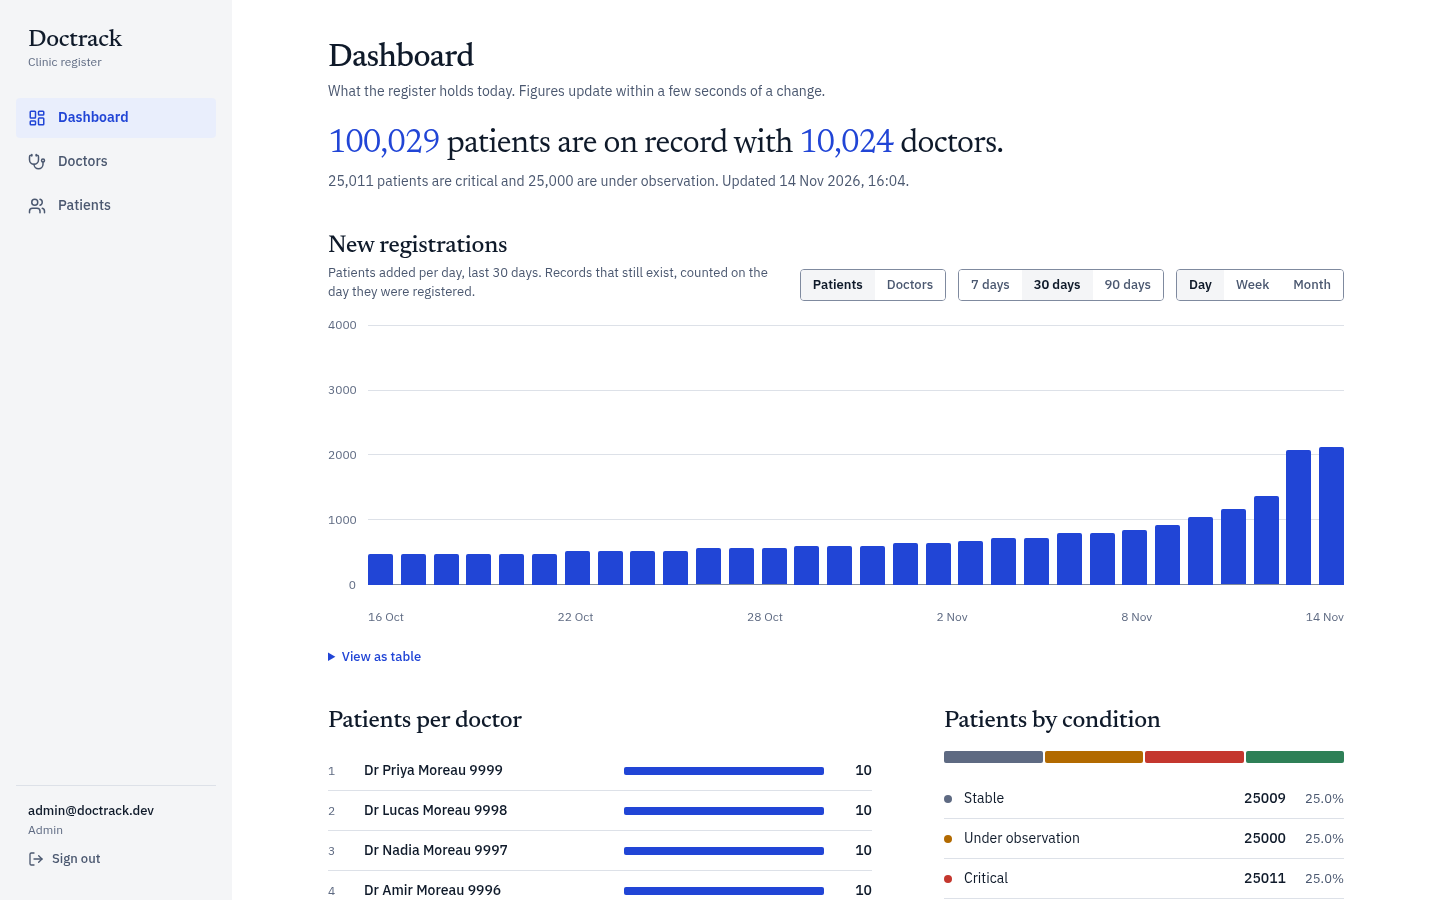 Doctrack
Clinic register
Dashboard
Doctors
Patients
admin@doctrack.dev
Admin
Sign out
Dashboard
What the register holds today. Figures update within a few seconds of a change.
100,029 patients are on record with 10,024 doctors.
25,011 patients are critical and 25,000 are under observation. Updated 14 Nov 2026, 16:04.
New registrations
Patients added per day, last 30 days. Records that still exist, counted on the
day they were registered.
Patients Doctors 7 days 30 days 90 days Day Week Month
4000
3000
2000
1000
0
16 Oct 22 Oct 28 Oct 2 Nov 8 Nov 14 Nov
View as table
Patients per doctor
1 Dr Priya Moreau 9999 10
2 Dr Lucas Moreau 9998 10
3 Dr Nadia Moreau 9997 10
4 Dr Amir Moreau 9996 10
Patients by condition
Stable 25009 25.0%
Under observation 25000 25.0%
Critical 25011 25.0%